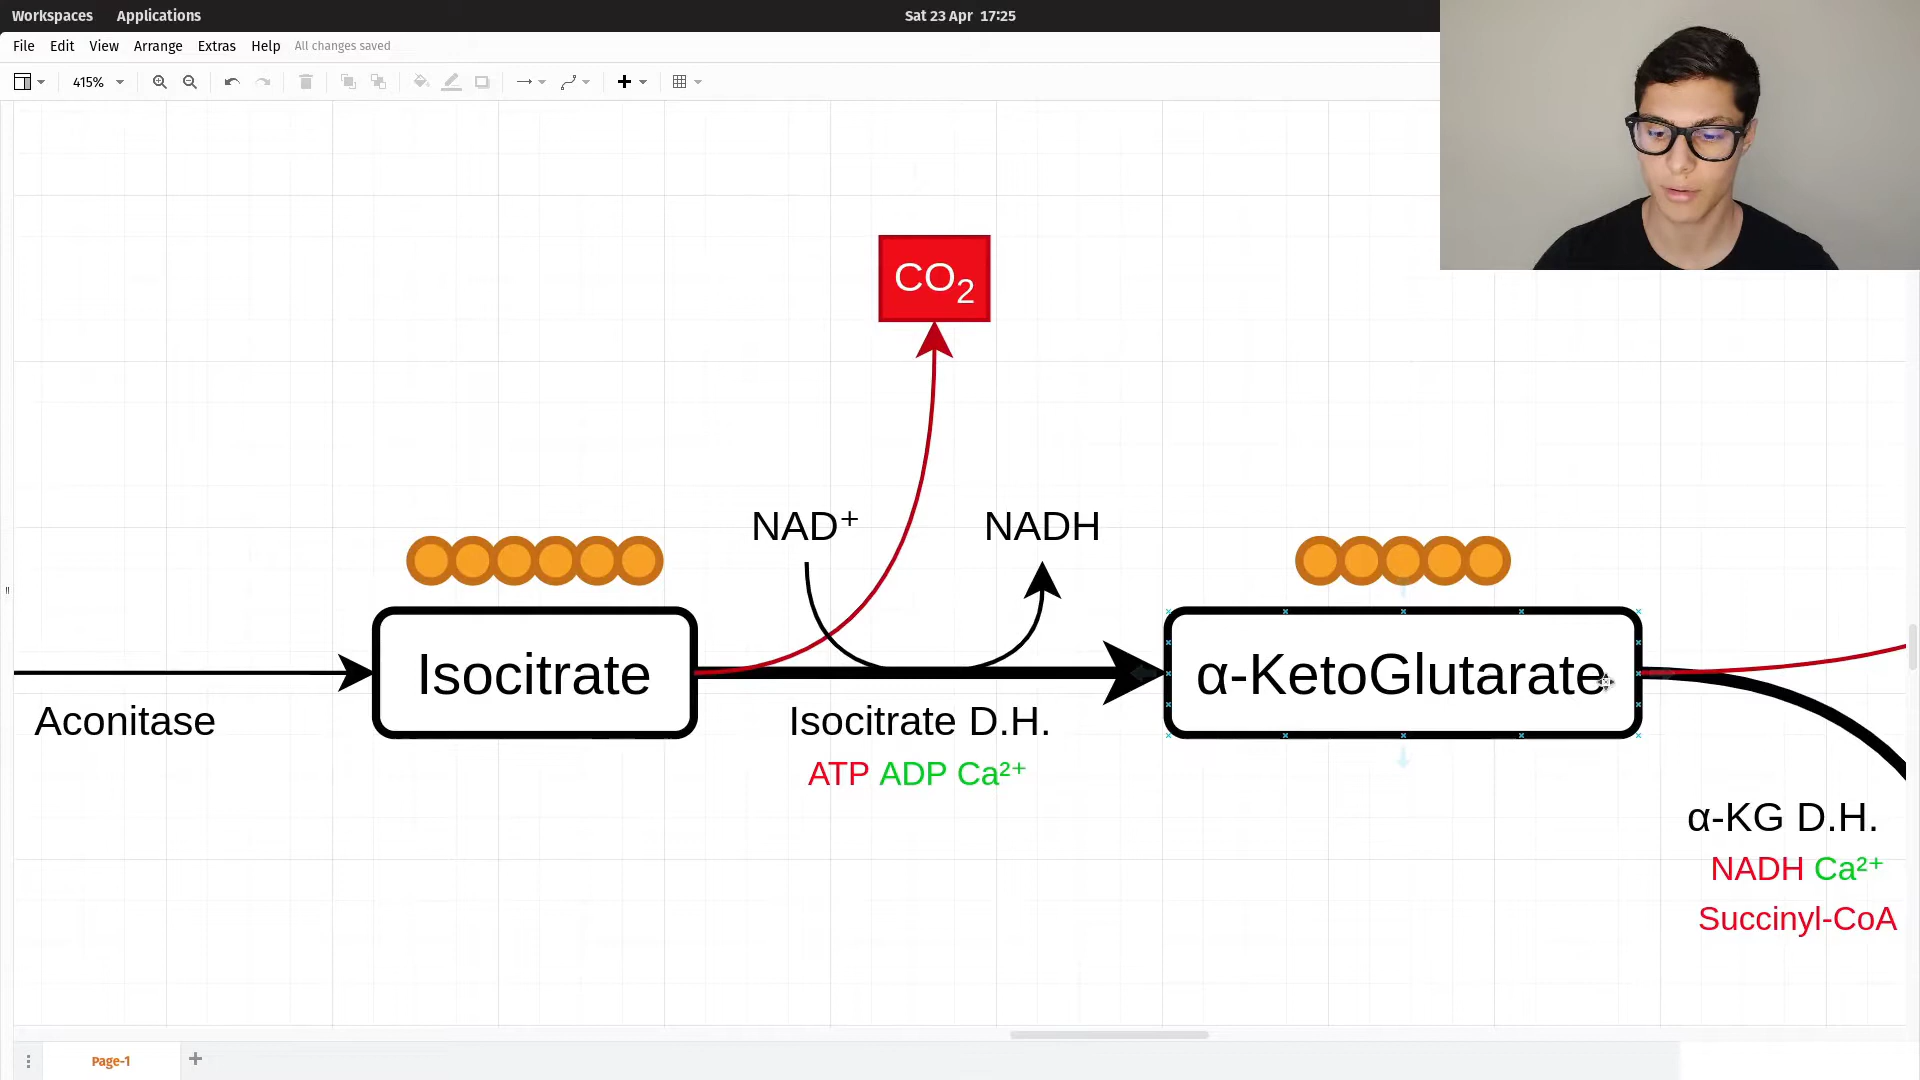 Workspaces Applications Sat 23 Apr 17:25
File Edit View Arrange Extras Help All changes saved
415%
CO₂
NAD⁺ NADH
Isocitrate α-KetoGlutarate
Aconitase Isocitrate D.H.
ATP ADP Ca²⁺
α-KG D.H.
NADH Ca²⁺
Succinyl-CoA
Page-1